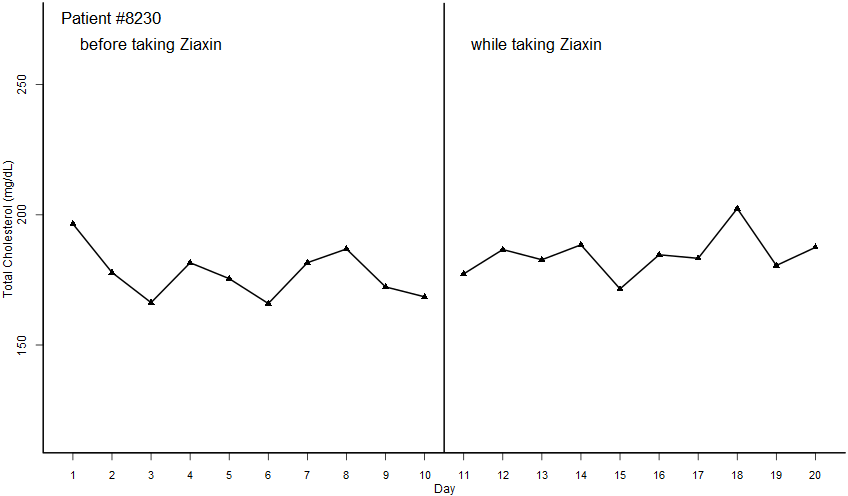 Patient #8230
before taking Ziaxin
while taking Ziaxin
Total Cholesterol (mg/dL)
250
200
150
1 2 3 4 5 6 7 8 9 10 11 12 13 14 15 16 17 18 19 20
Day